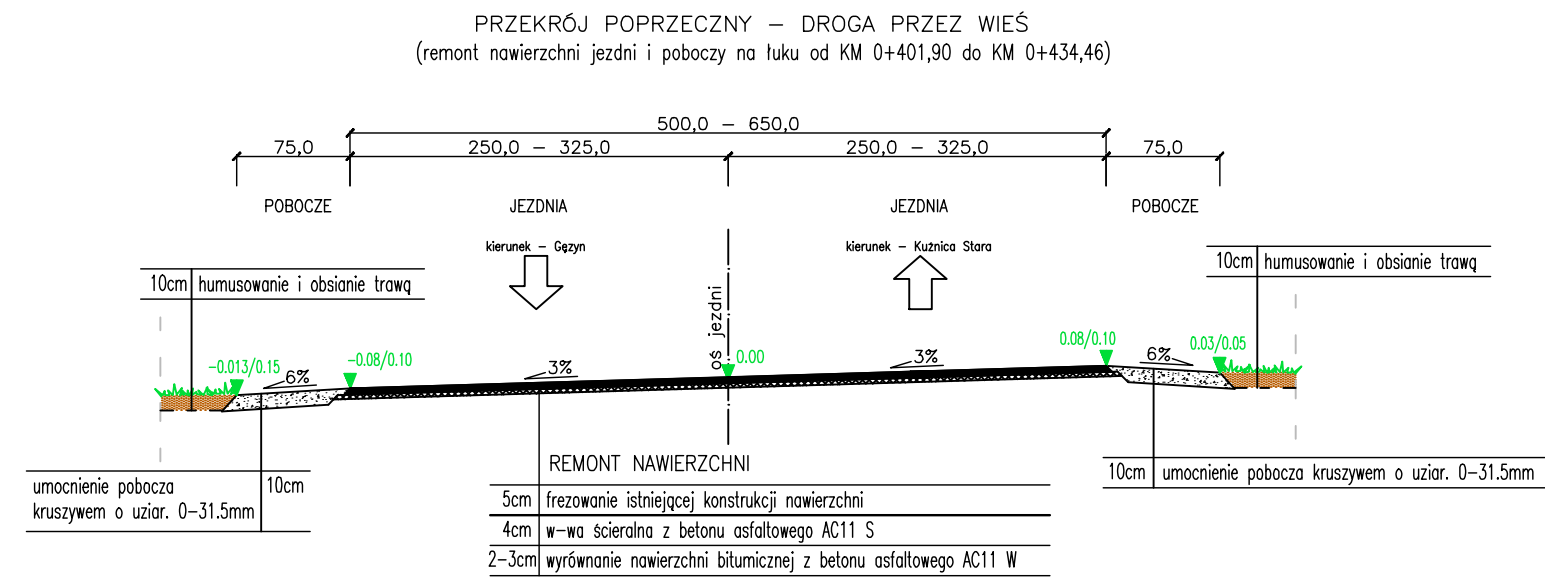 PRZEKRÓJ POPRZECZNY – DROGA PRZEZ WIEŚ
(remont nawierzchni jezdni i poboczy na łuku od KM 0+401,90 do KM 0+434,46)
500,0 – 650,0
75,0
250,0 – 325,0
250,0 – 325,0
75,0
POBOCZE
JEZDNIA
JEZDNIA
POBOCZE
kierunek – Gęzyn
kierunek – Kuźnica Stara
10cm humusowanie i obsianie trawą
10cm humusowanie i obsianie trawą
oś jezdni
-0.013/0.15
-0.08/0.10
0.00
0.08/0.10
0.03/0.05
6%
3%
3%
6%
umocnienie pobocza
kruszywem o uziar. 0–31.5mm
10cm
10cm umocnienie pobocza kruszywem o uziar. 0–31.5mm
REMONT NAWIERZCHNI
5cm frezowanie istniejącej konstrukcji nawierzchni
4cm w–wa ścieralna z betonu asfaltowego AC11 S
2–3cm wyrównanie nawierzchni bitumicznej z betonu asfaltowego AC11 W